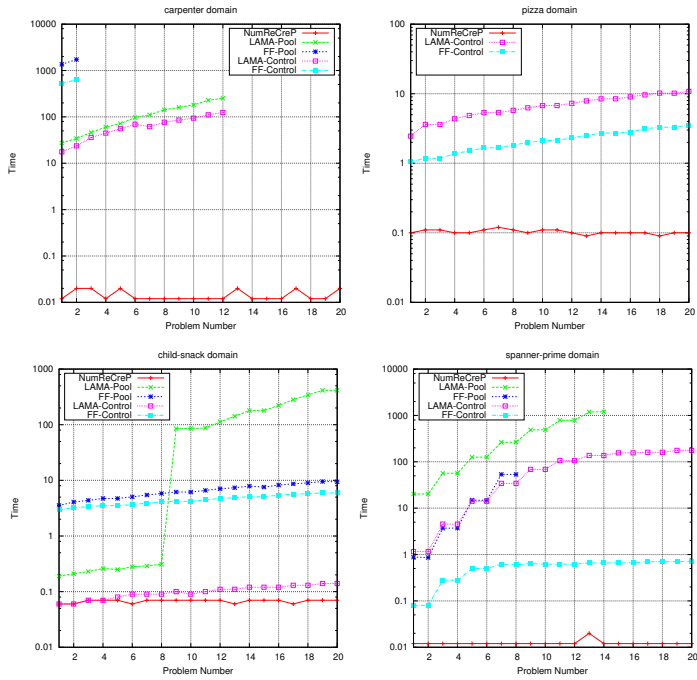 carpenter domain
10000
1000
100
10
1
0.1
0.01
Time
2 4 6 8 10 12 14 16 18 20
Problem Number
NumReCreP
LAMA-Pool
FF-Pool
LAMA-Control
FF-Control
pizza domain
100
10
1
0.1
0.01
Time
2 4 6 8 10 12 14 16 18 20
Problem Number
NumReCreP
LAMA-Control
FF-Control
child-snack domain
1000
100
10
1
0.1
0.01
Time
2 4 6 8 10 12 14 16 18 20
Problem Number
NumReCreP
LAMA-Pool
FF-Pool
LAMA-Control
FF-Control
spanner-prime domain
10000
1000
100
10
1
0.1
0.01
Time
2 4 6 8 10 12 14 16 18 20
Problem Number
NumReCreP
LAMA-Pool
FF-Pool
LAMA-Control
FF-Control